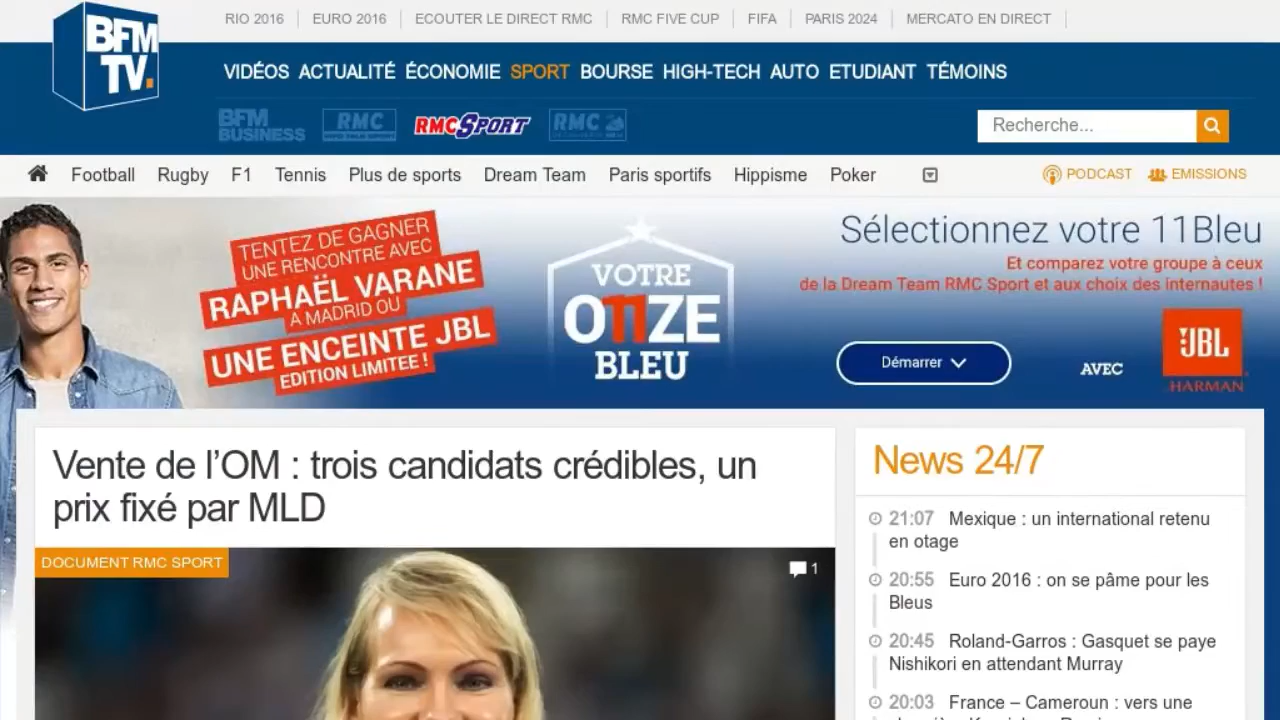 RIO 2016 EURO 2016 ECOUTER LE DIRECT RMC RMC FIVE CUP FIFA PARIS 2024 MERCATO EN DIRECT
BFM
TV.
VIDÉOS ACTUALITÉ ÉCONOMIE SPORT BOURSE HIGH-TECH AUTO ETUDIANT TÉMOINS
BFM
BUSINESS
RMC
RMC SPORT
RMC
Recherche...
Football Rugby F1 Tennis Plus de sports Dream Team Paris sportifs Hippisme Poker
PODCAST EMISSIONS
TENTEZ DE GAGNER
UNE RENCONTRE AVEC
RAPHAËL VARANE
A MADRID OU
UNE ENCEINTE JBL
EDITION LIMITEE !
VOTRE
O11ZE
BLEU
Sélectionnez votre 11Bleu
Et comparez votre groupe à ceux
de la Dream Team RMC Sport et aux choix des internautes !
Démarrer
AVEC
JBL
HARMAN
Vente de l’OM : trois candidats crédibles, un
prix fixé par MLD
DOCUMENT RMC SPORT
1
News 24/7
21:07 Mexique : un international retenu
en otage
20:55 Euro 2016 : on se pâme pour les
Bleus
20:45 Roland-Garros : Gasquet se paye
Nishikori en attendant Murray
20:03 France – Cameroun : vers une